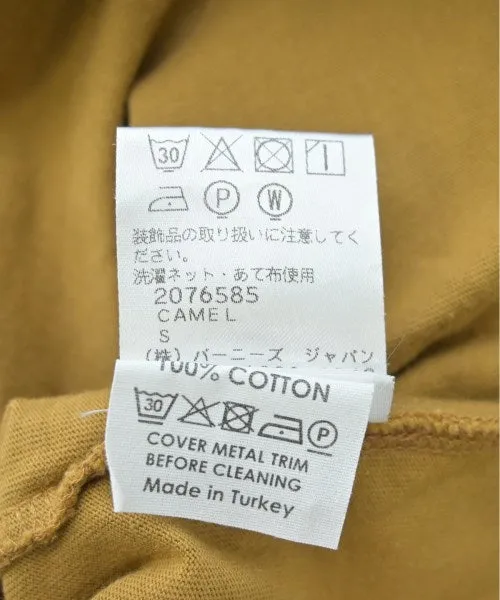 30
P W
装飾品の取り扱いに注意してく
ださい。
洗濯ネット・あて布使用
2076585
CAMEL
S
(株) バーニーズ ジャパン
100% COTTON
30 P
COVER METAL TRIM
BEFORE CLEANING
Made in Turkey